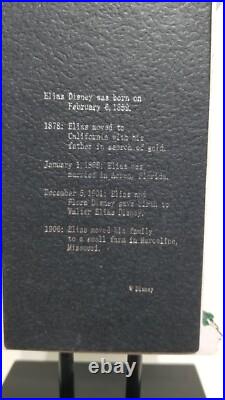 Elias Disney was born on
February 6, 1859.
1878: Elias moved to
California with his
father in search of gold.
January 1, 1888: Elias was
married in Acron, Florida.
December 5, 1901: Elias and
Flora Disney gave birth to
Walter Elias Disney.
1906: Elias moved his family
to a small farm in Marceline,
Missouri.
W Disney